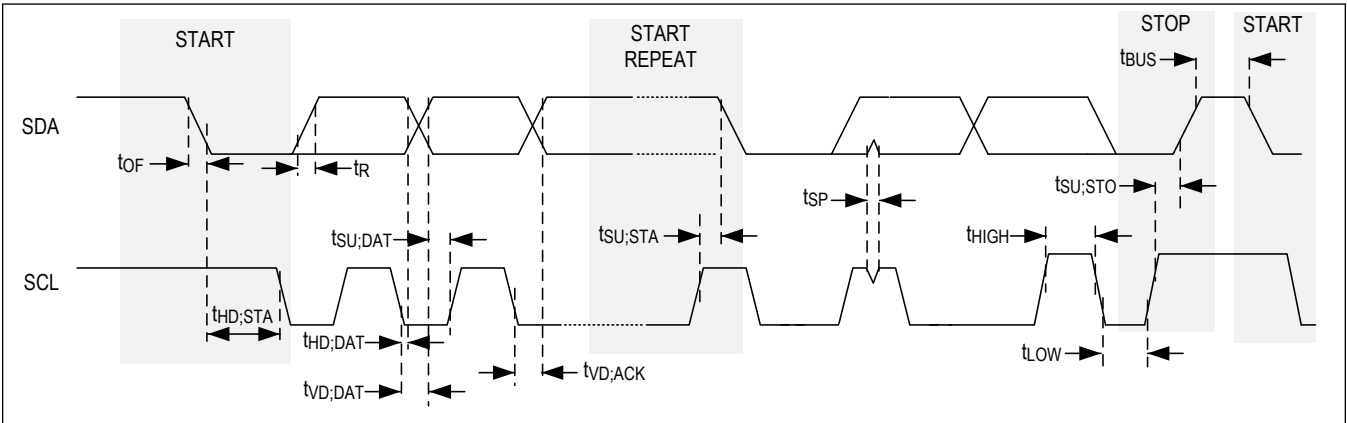 START
START
REPEAT
STOP
START
tBUS
SDA
tOF
tR
tSP
tSU;STO
tSU;DAT
tSU;STA
tHIGH
SCL
tHD;STA
tHD;DAT
tLOW
tVD;DAT
tVD;ACK